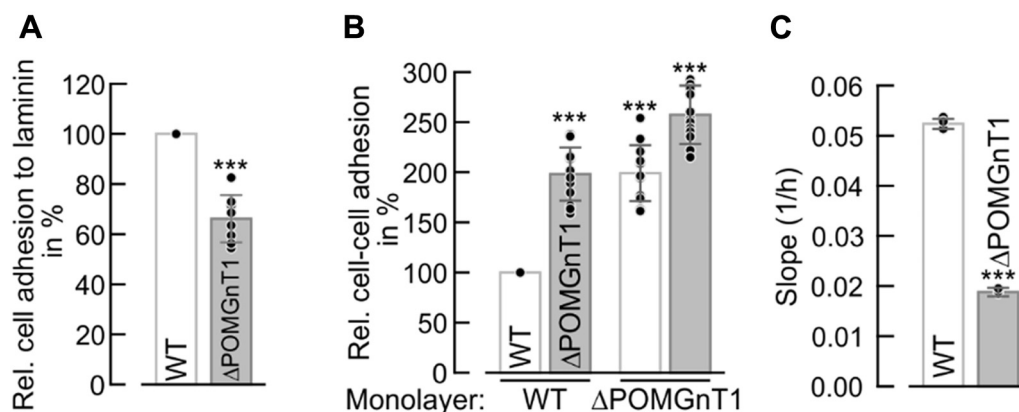 A
Rel. cell adhesion to laminin
in %
120
100
80
60
40
20
0
WT
***
ΔPOMGnT1
B
Rel. cell-cell adhesion
in %
300
250
200
150
100
50
0
WT
***
ΔPOMGnT1
***
***
Monolayer: WT ΔPOMGnT1
C
Slope (1/h)
0.06
0.05
0.04
0.03
0.02
0.01
0.00
WT
***
ΔPOMGnT1